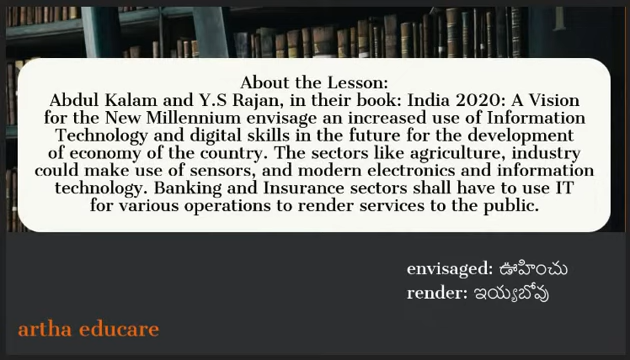 About the Lesson:
Abdul Kalam and Y.S Rajan, in their book: India 2020: A Vision
for the New Millennium envisage an increased use of Information
Technology and digital skills in the future for the development
of economy of the country. The sectors like agriculture, industry
could make use of sensors, and modern electronics and information
technology. Banking and Insurance sectors shall have to use IT
for various operations to render services to the public.
envisaged: ఊహించు
render: ఇయ్యబోవు
artha educare